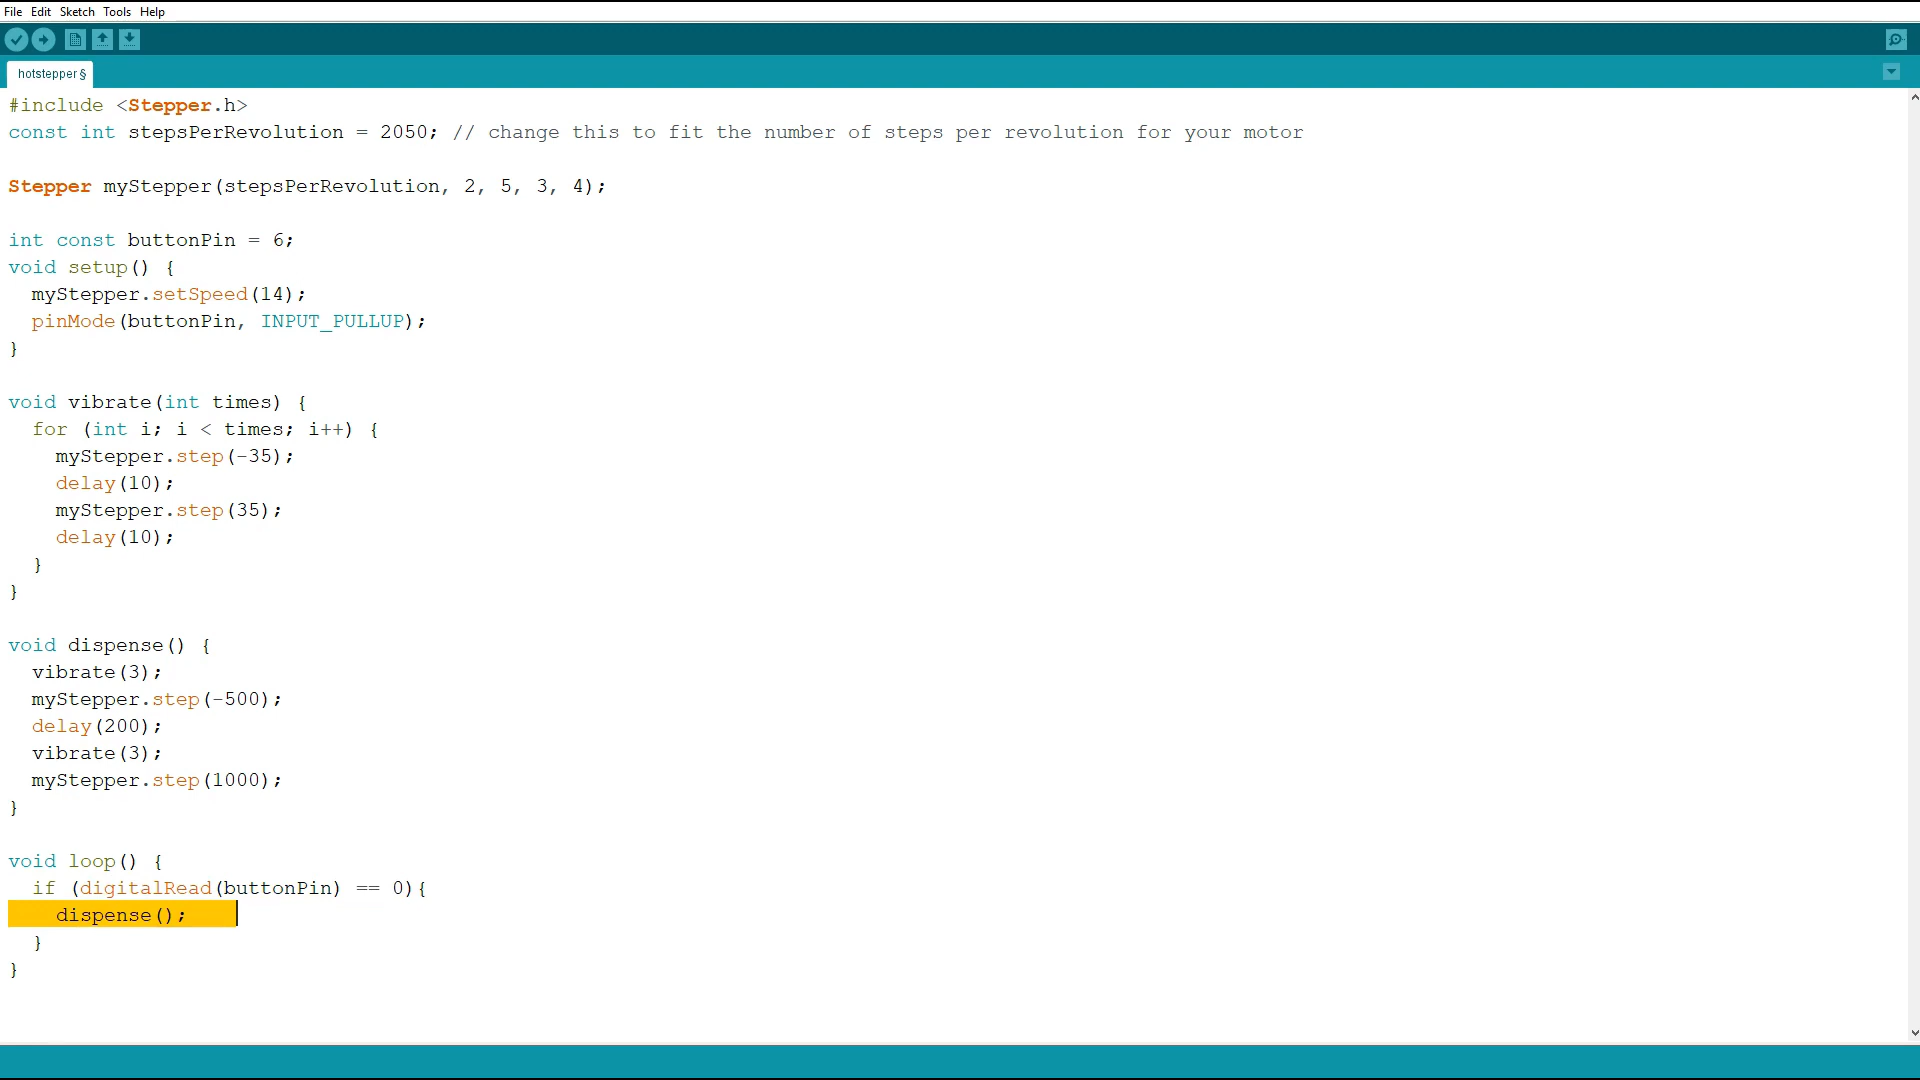 File Edit Sketch Tools Help
hotstepper §
#include <Stepper.h>
const int stepsPerRevolution = 2050; // change this to fit the number of steps per revolution for your motor
Stepper myStepper(stepsPerRevolution, 2, 5, 3, 4);
int const buttonPin = 6;
void setup() {
  myStepper.setSpeed(14);
  pinMode(buttonPin, INPUT_PULLUP);
}
void vibrate(int times) {
  for (int i; i < times; i++) {
    myStepper.step(-35);
    delay(10);
    myStepper.step(35);
    delay(10);
  }
}
void dispense() {
  vibrate(3);
  myStepper.step(-500);
  delay(200);
  vibrate(3);
  myStepper.step(1000);
}
void loop() {
  if (digitalRead(buttonPin) == 0){
    dispense();
  }
}